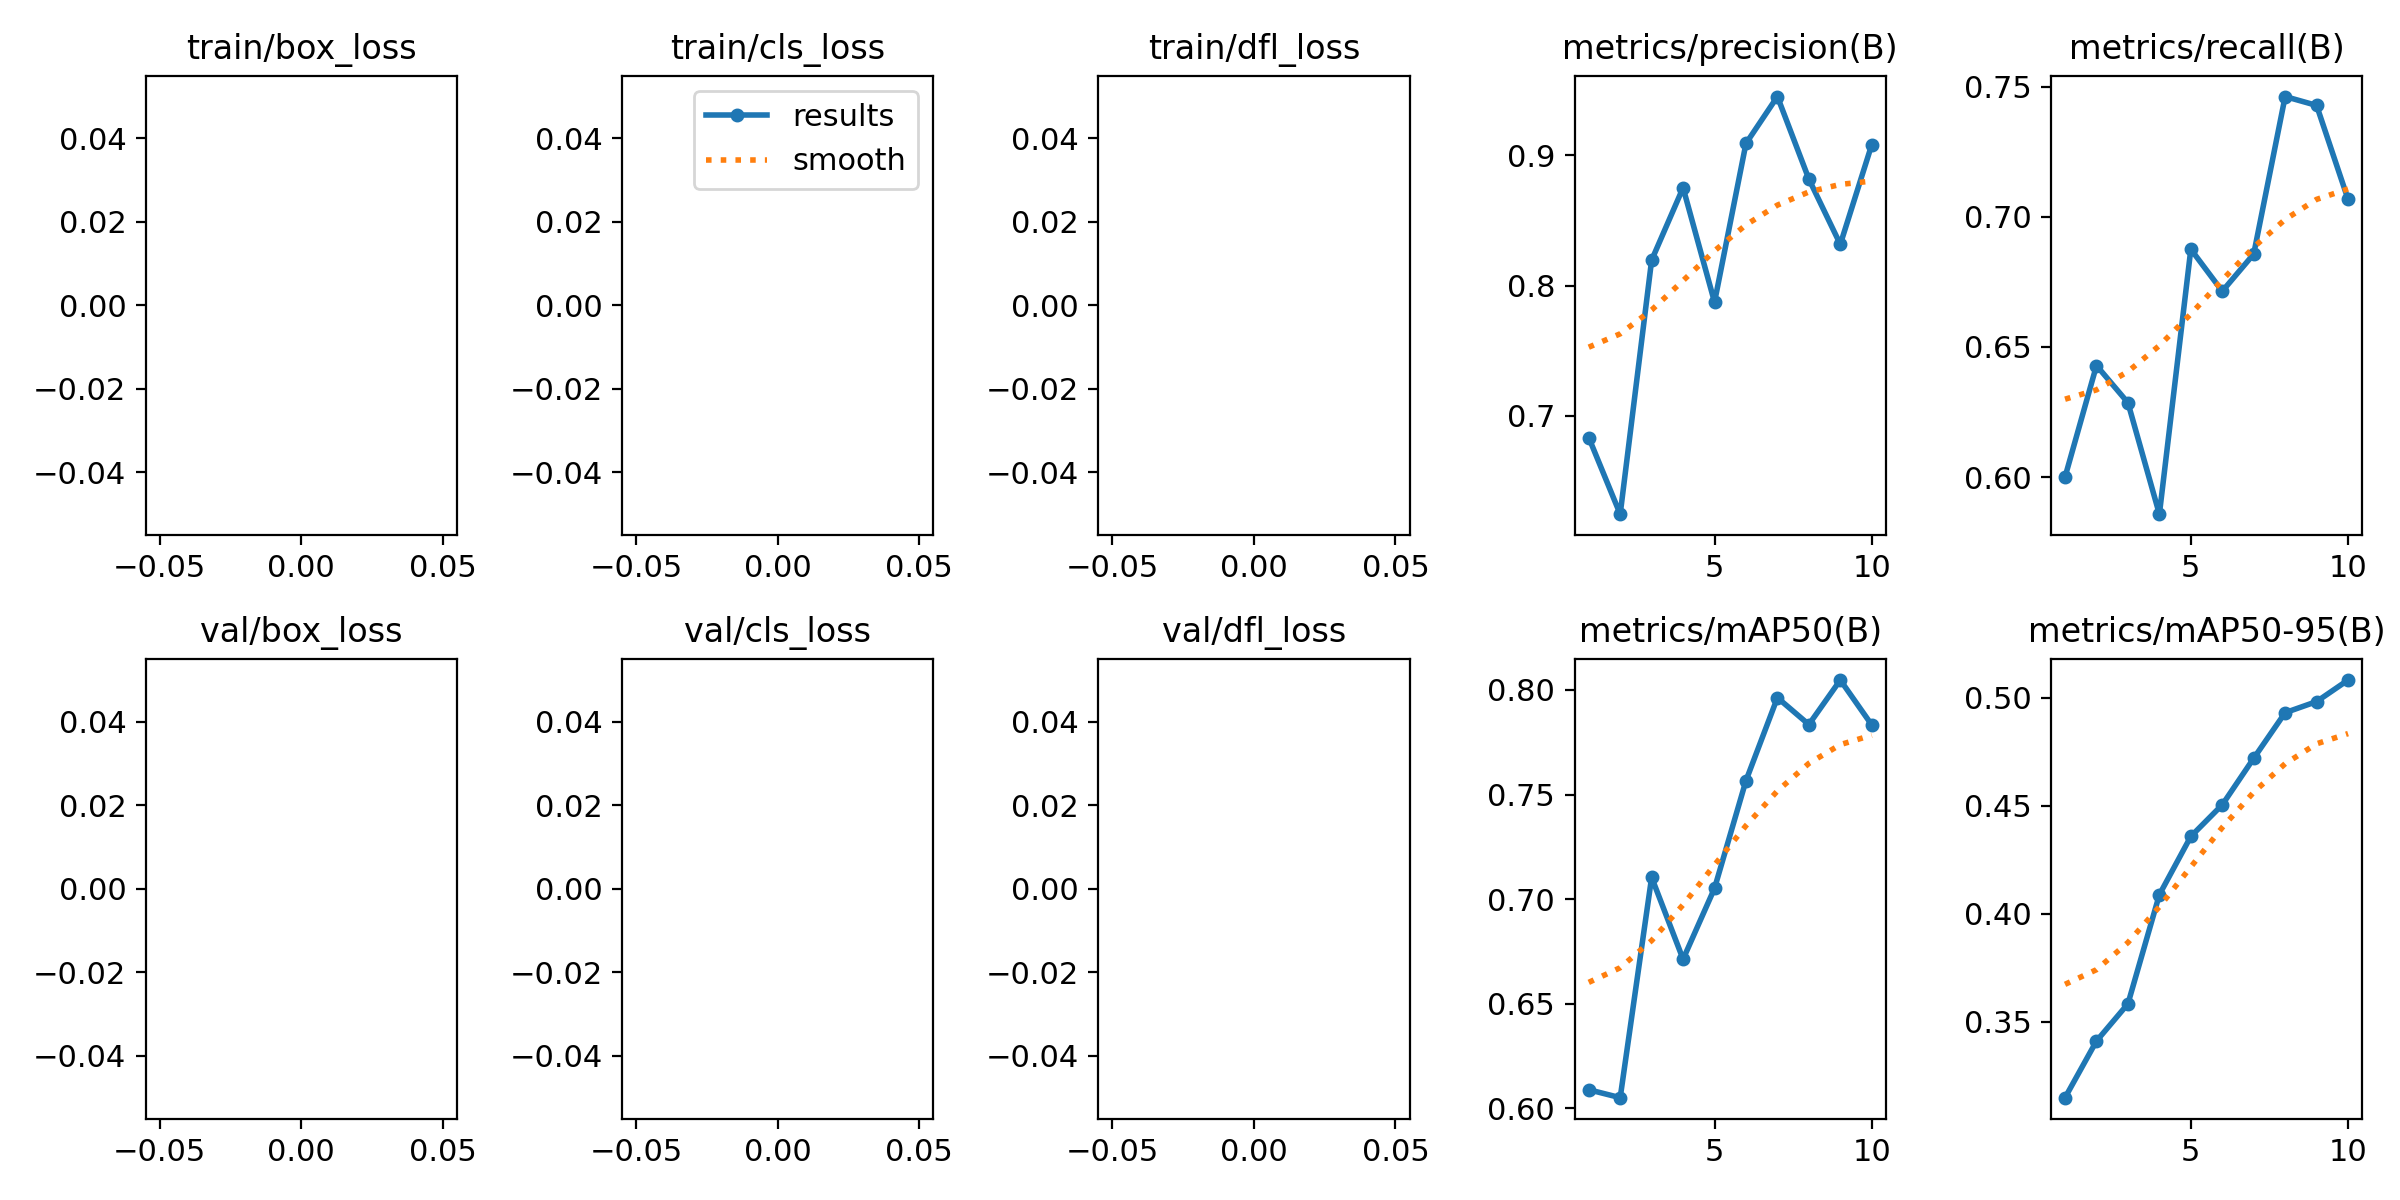 train/box_loss train/cls_loss train/dfl_loss metrics/precision(B) metrics/recall(B)
0.04 0.04 0.04 0.9 0.75
0.02 0.02 0.02 0.8 0.70
0.00 0.00 0.00 0.7 0.65
−0.02 −0.02 −0.02 0.60
−0.04 −0.04 −0.04
results
smooth
−0.05 0.00 0.05 −0.05 0.00 0.05 −0.05 0.00 0.05 5 10 5 10
val/box_loss val/cls_loss val/dfl_loss metrics/mAP50(B) metrics/mAP50-95(B)
0.04 0.04 0.04 0.80 0.50
0.02 0.02 0.02 0.75 0.45
0.00 0.00 0.00 0.70 0.40
−0.02 −0.02 −0.02 0.65 0.35
−0.04 −0.04 −0.04 0.60
−0.05 0.00 0.05 −0.05 0.00 0.05 −0.05 0.00 0.05 5 10 5 10